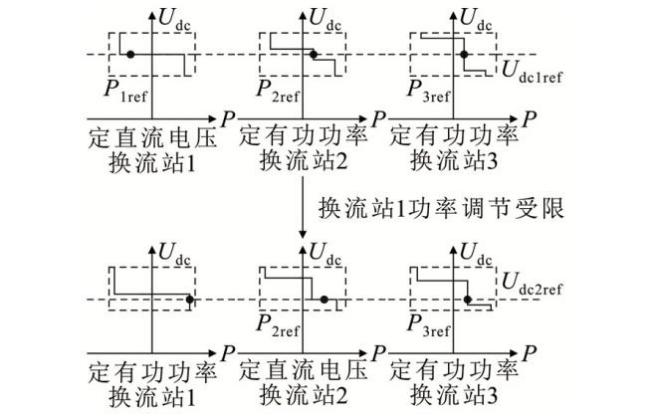 U_dc U_dc U_dc
P_1ref P_2ref P_3ref U_dc1ref
P P P
定直流电压 定有功功率 定有功功率
换流站1 换流站2 换流站3
换流站1功率调节受限
U_dc U_dc U_dc
U_dc2ref
P_2ref P_3ref
P P P
定有功功率 定直流电压 定有功功率
换流站1 换流站2 换流站3